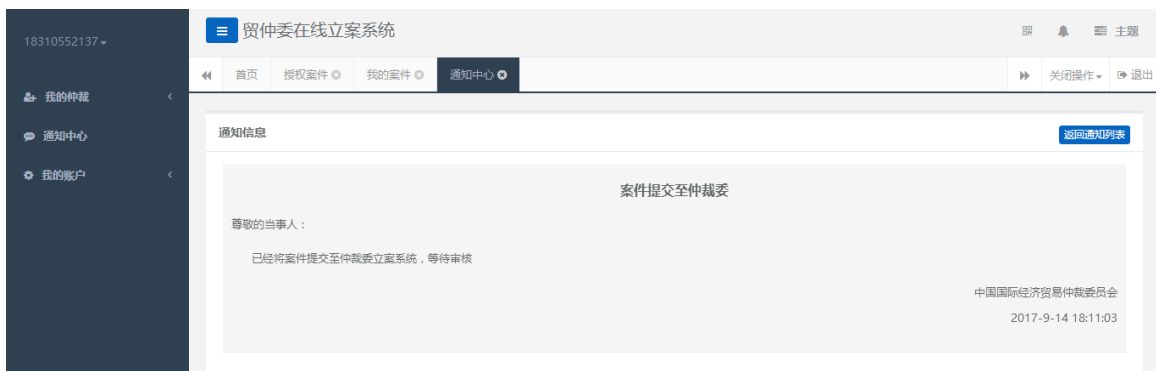 18310552137
贸仲委在线立案系统
主题
首页
授权案件
我的案件
通知中心
关闭操作
退出
我的仲裁
通知中心
我的账户
通知信息
返回通知列表
案件提交至仲裁委
尊敬的当事人：
已经将案件提交至仲裁委立案系统，等待审核
中国国际经济贸易仲裁委员会
2017-9-14 18:11:03